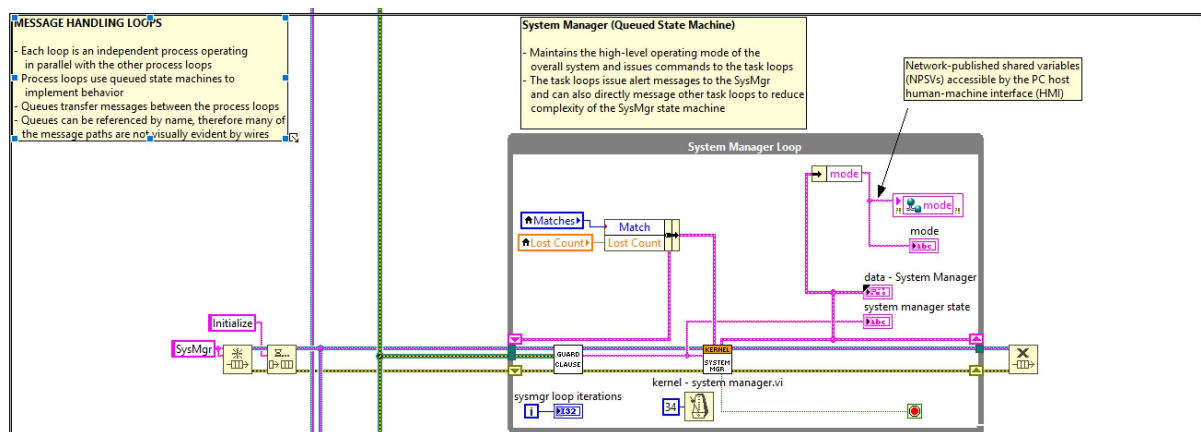 MESSAGE HANDLING LOOPS
- Each loop is an independent process operating
in parallel with the other process loops
- Process loops use queued state machines to
implement behavior
- Queues transfer messages between the process loops
- Queues can be referenced by name, therefore many of
the message paths are not visually evident by wires
System Manager (Queued State Machine)
- Maintains the high-level operating mode of the
overall system and issues commands to the task loops
- The task loops issue alert messages to the SysMgr
and can also directly message other task loops to reduce
complexity of the SysMgr state machine
Network-published shared variables
(NPSVs) accessible by the PC host
human-machine interface (HMI)
System Manager Loop
mode
mode
mode
abc
Matches
Match
Lost Count
Lost Count
data - System Manager
system manager state
abc
Initialize
SysMgr
GUARD
CLAUSE
KERNEL
SYSTEM
MGR
kernel - system manager.vi
sysmgr loop iterations
i
I32
34